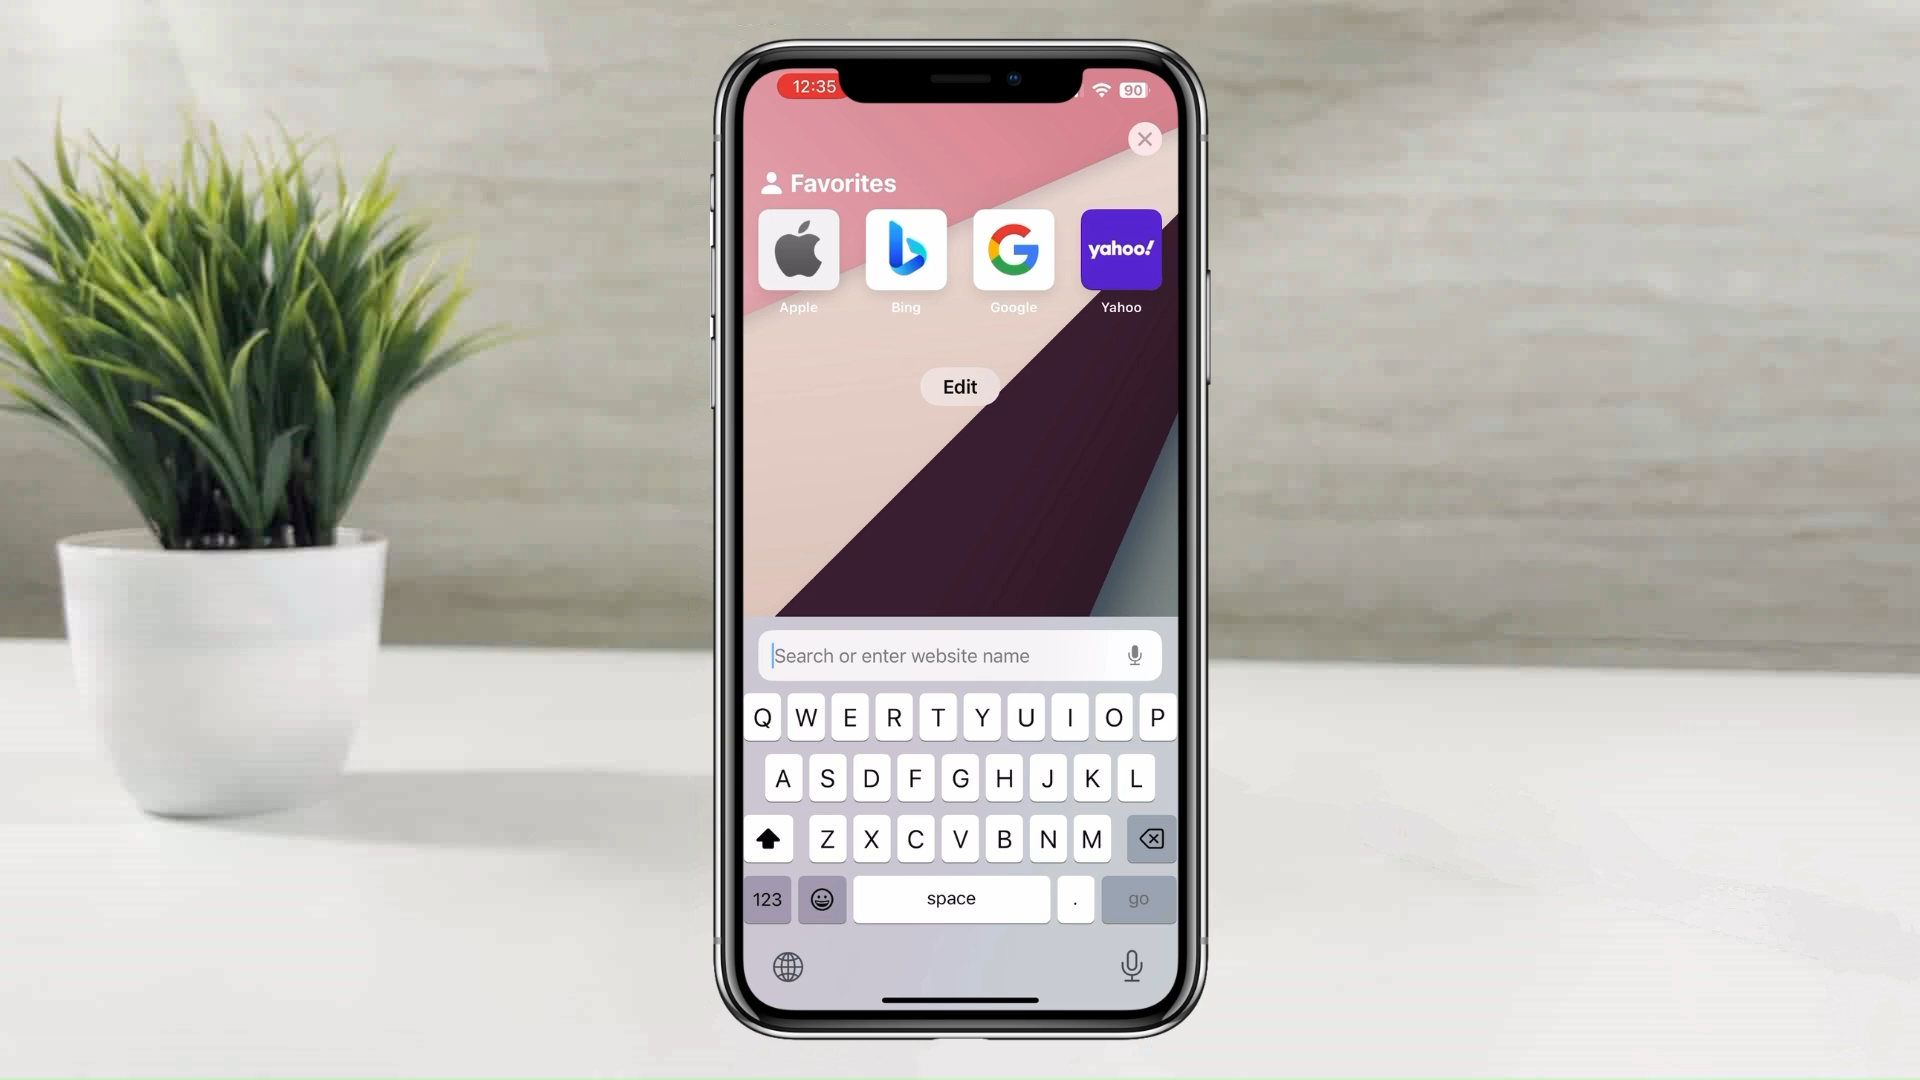 12:35
90
Favorites
yahoo!
Apple Bing Google Yahoo
Edit
Search or enter website name
Q W E R T Y U I O P
A S D F G H J K L
Z X C V B N M
123 space . go